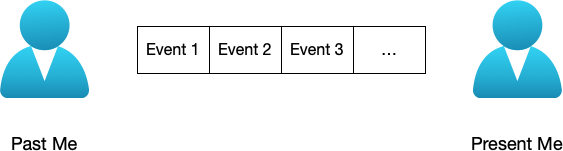 Event 1 Event 2 Event 3 ...
Past Me Present Me